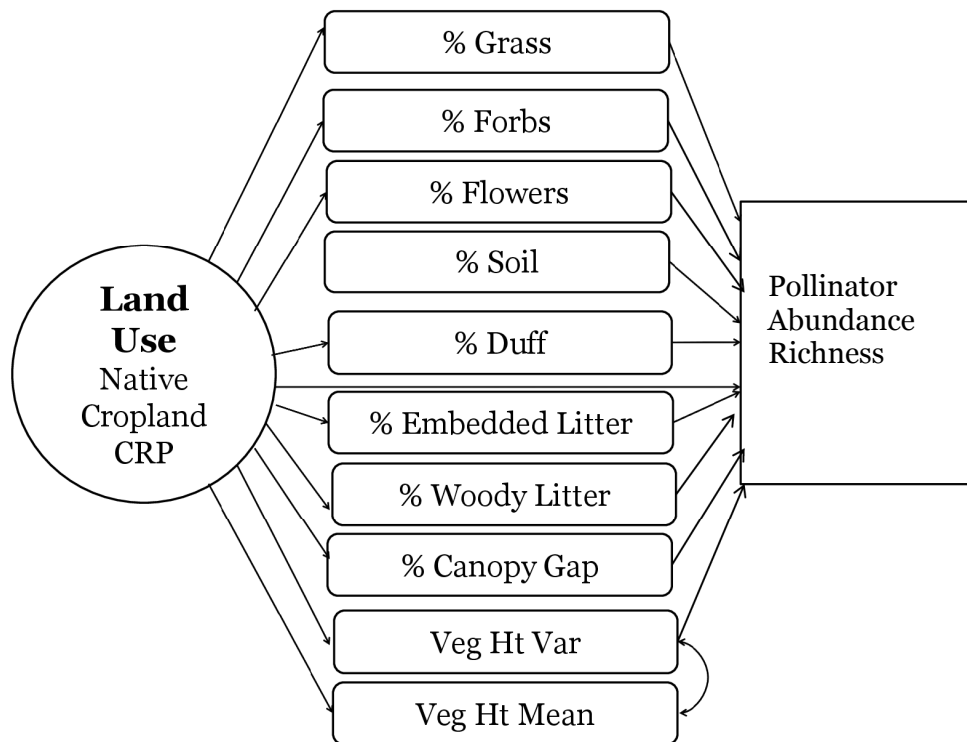 Land
Use
Native
Cropland
CRP
% Grass
% Forbs
% Flowers
% Soil
% Duff
% Embedded Litter
% Woody Litter
% Canopy Gap
Veg Ht Var
Veg Ht Mean
Pollinator
Abundance
Richness